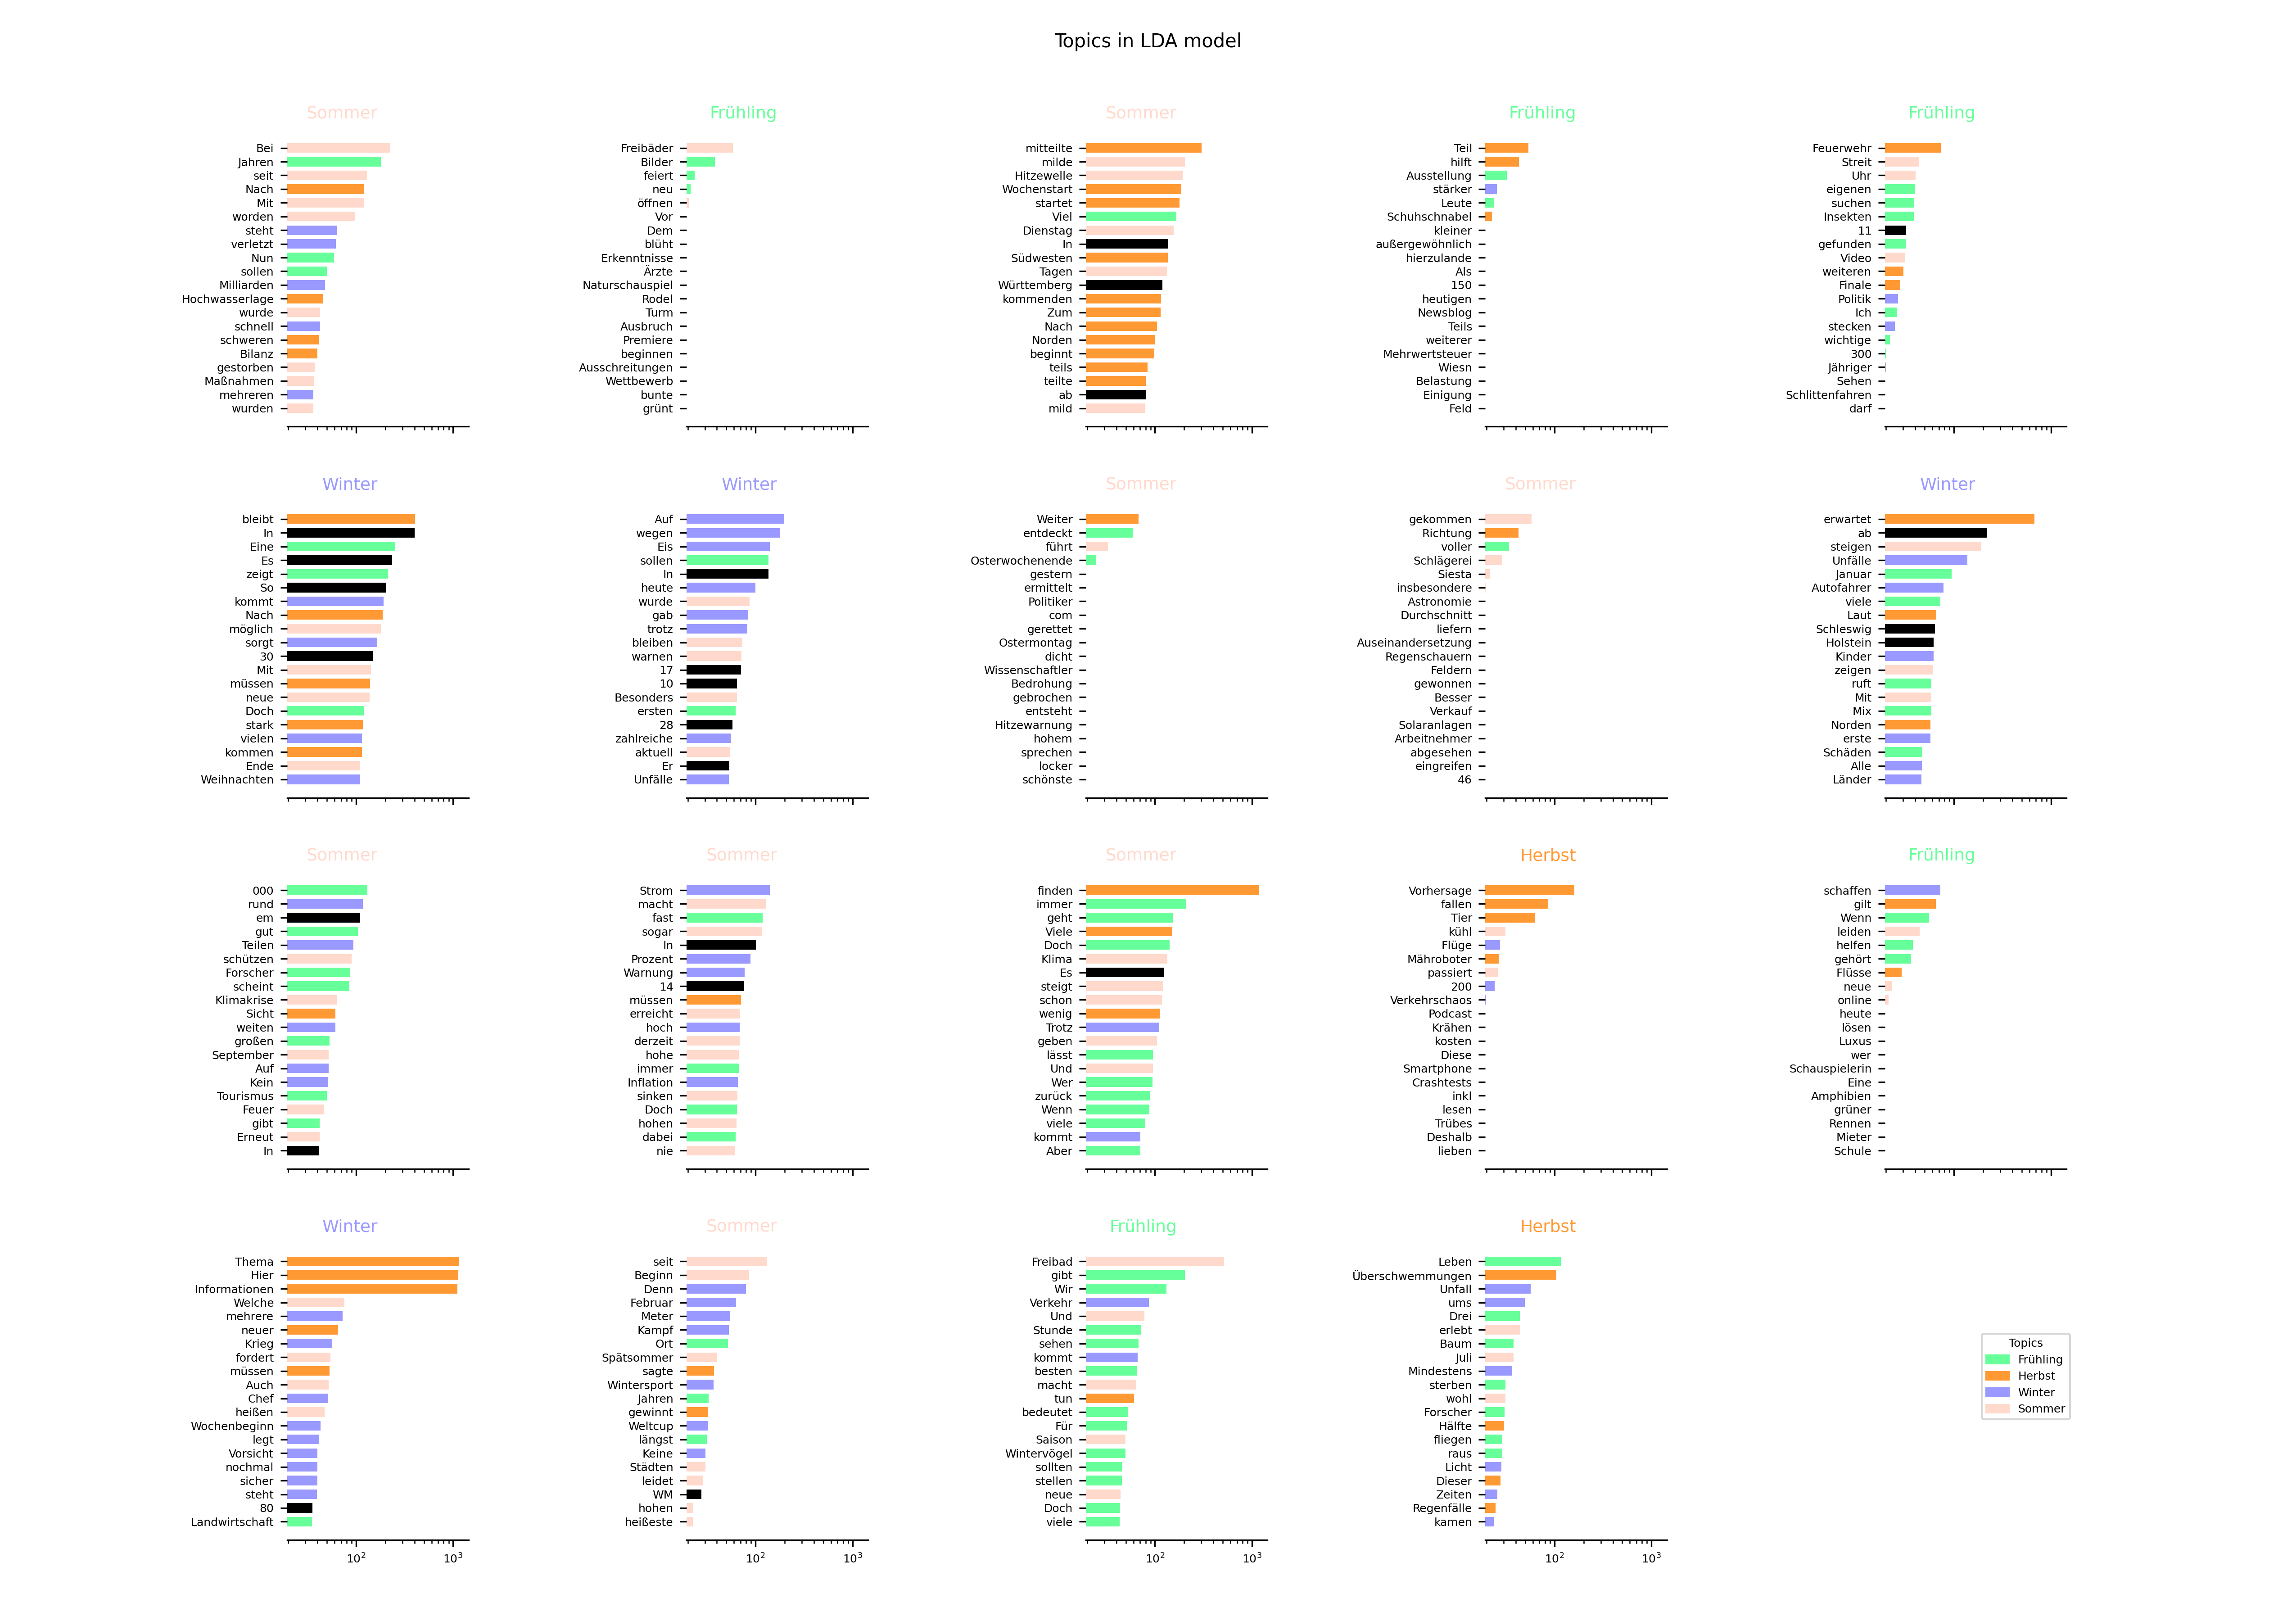 Topics in LDA model
Sommer
Bei
Jahren
seit
Nach
Mit
worden
steht
verletzt
Nun
sollen
Milliarden
Hochwasserlage
wurde
schnell
schweren
Bilanz
gestorben
Maßnahmen
mehreren
wurden
Frühling
Freibäder
Bilder
feiert
neu
öffnen
Vor
Dem
blüht
Erkenntnisse
Ärzte
Naturschauspiel
Rodel
Turm
Ausbruch
Premiere
beginnen
Ausschreitungen
Wettbewerb
bunte
grünt
Sommer
mitteilte
milde
Hitzewelle
Wochenstart
startet
Viel
Dienstag
In
Südwesten
Tagen
Württemberg
kommenden
Zum
Nach
Norden
beginnt
teils
teilte
ab
mild
Frühling
Teil
hilft
Ausstellung
stärker
Leute
Schuhschnabel
kleiner
außergewöhnlich
hierzulande
Als
150
heutigen
Newsblog
Teils
weiterer
Mehrwertsteuer
Wiesn
Belastung
Einigung
Feld
Frühling
Feuerwehr
Streit
Uhr
eigenen
suchen
Insekten
11
gefunden
Video
weiteren
Finale
Politik
Ich
stecken
wichtige
300
Jähriger
Sehen
Schlittenfahren
darf
Winter
bleibt
In
Eine
Es
zeigt
So
kommt
Nach
möglich
sorgt
30
Mit
müssen
neue
Doch
stark
vielen
kommen
Ende
Weihnachten
Winter
Auf
wegen
Eis
sollen
In
heute
wurde
gab
trotz
bleiben
warnen
17
10
Besonders
ersten
28
zahlreiche
aktuell
Er
Unfälle
Sommer
Weiter
entdeckt
führt
Osterwochenende
gestern
ermittelt
Politiker
com
gerettet
Ostermontag
dicht
Wissenschaftler
Bedrohung
gebrochen
entsteht
Hitzewarnung
hohem
sprechen
locker
schönste
Sommer
gekommen
Richtung
voller
Schlägerei
Siesta
insbesondere
Astronomie
Durchschnitt
liefern
Auseinandersetzung
Regenschauern
Feldern
gewonnen
Besser
Verkauf
Solaranlagen
Arbeitnehmer
abgesehen
eingreifen
46
Winter
erwartet
ab
steigen
Unfälle
Januar
Autofahrer
viele
Laut
Schleswig
Holstein
Kinder
zeigen
ruft
Mit
Mix
Norden
erste
Schäden
Alle
Länder
Sommer
000
rund
em
gut
Teilen
schützen
Forscher
scheint
Klimakrise
Sicht
weiten
großen
September
Auf
Kein
Tourismus
Feuer
gibt
Erneut
In
Sommer
Strom
macht
fast
sogar
In
Prozent
Warnung
14
müssen
erreicht
hoch
derzeit
hohe
immer
Inflation
sinken
Doch
hohen
dabei
nie
Sommer
finden
immer
geht
Viele
Doch
Klima
Es
steigt
schon
wenig
Trotz
geben
lässt
Und
Wer
zurück
Wenn
viele
kommt
Aber
Herbst
Vorhersage
fallen
Tier
kühl
Flüge
Mähroboter
passiert
200
Verkehrschaos
Podcast
Krähen
kosten
Diese
Smartphone
Crashtests
inkl
lesen
Trübes
Deshalb
lieben
Frühling
schaffen
gilt
Wenn
leiden
helfen
gehört
Flüsse
neue
online
heute
lösen
Luxus
wer
Schauspielerin
Eine
Amphibien
grüner
Rennen
Mieter
Schule
Winter
Thema
Hier
Informationen
Welche
mehrere
neuer
Krieg
fordert
müssen
Auch
Chef
heißen
Wochenbeginn
legt
Vorsicht
nochmal
sicher
steht
80
Landwirtschaft
10² 10³
Sommer
seit
Beginn
Denn
Februar
Meter
Kampf
Ort
Spätsommer
sagte
Wintersport
Jahren
gewinnt
Weltcup
längst
Keine
Städten
leidet
WM
hohen
heißeste
10² 10³
Frühling
Freibad
gibt
Wir
Verkehr
Und
Stunde
sehen
kommt
besten
macht
tun
bedeutet
Für
Saison
Wintervögel
sollten
stellen
neue
Doch
viele
10² 10³
Herbst
Leben
Überschwemmungen
Unfall
ums
Drei
erlebt
Baum
Juli
Mindestens
sterben
wohl
Forscher
Hälfte
fliegen
raus
Licht
Dieser
Zeiten
Regenfälle
kamen
10² 10³
Topics
Frühling
Herbst
Winter
Sommer